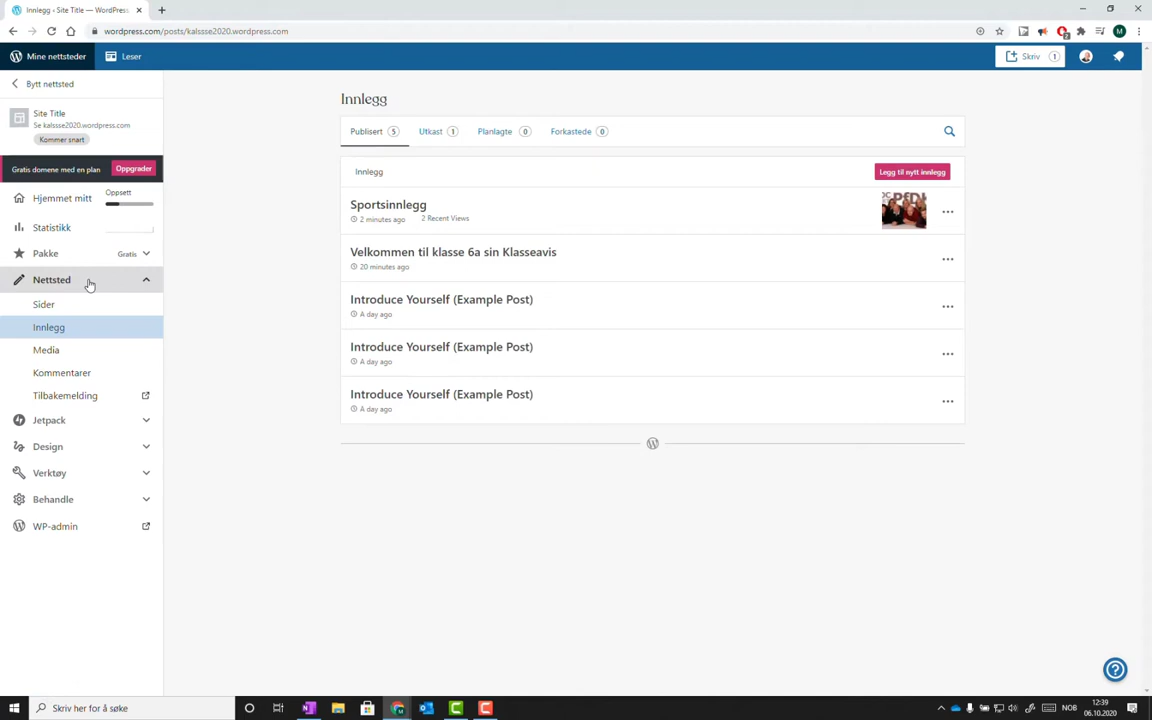 Innlegg ‹ Site Title — WordPress
wordpress.com/posts/kalssse2020.wordpress.com
2
M
Mine nettsteder
Leser
Skriv 1
Bytt nettsted
Site Title
Se kalssse2020.wordpress.com
Kommer snart
Gratis domene med en plan Oppgrader
Hjemmet mitt Oppsett
Statistikk
Pakke Gratis
Nettsted
Sider
Innlegg
Media
Kommentarer
Tilbakemelding
Jetpack
Design
Verktøy
Behandle
WP-admin
Innlegg
Publisert 5 Utkast 1 Planlagte 0 Forkastede 0
Innlegg Legg til nytt innlegg
Sportsinnlegg
2 minutes ago 2 Recent Views
Velkommen til klasse 6a sin Klasseavis
20 minutes ago
Introduce Yourself (Example Post)
A day ago
Introduce Yourself (Example Post)
A day ago
Introduce Yourself (Example Post)
A day ago
Skriv her for å søke
NOB
12:39
06.10.2020